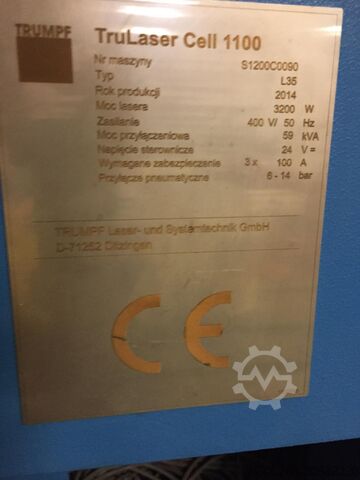 TRUMPF
TruLaser Cell 1100
Nr maszyny S1200C0090
Typ L35
Rok produkcji 2014
Moc lasera 3200 W
Zasilanie 400 V/ 50 Hz
Moc przyłączeniowa 59 kVA
Napięcie sterownicze 24 V=
Wymagane zabezpieczenie 3 x 100 A
Przyłącze pneumatyczne 6-14 bar
TRUMPF Laser- und Systemtechnik GmbH
D-71252 Ditzingen
CE